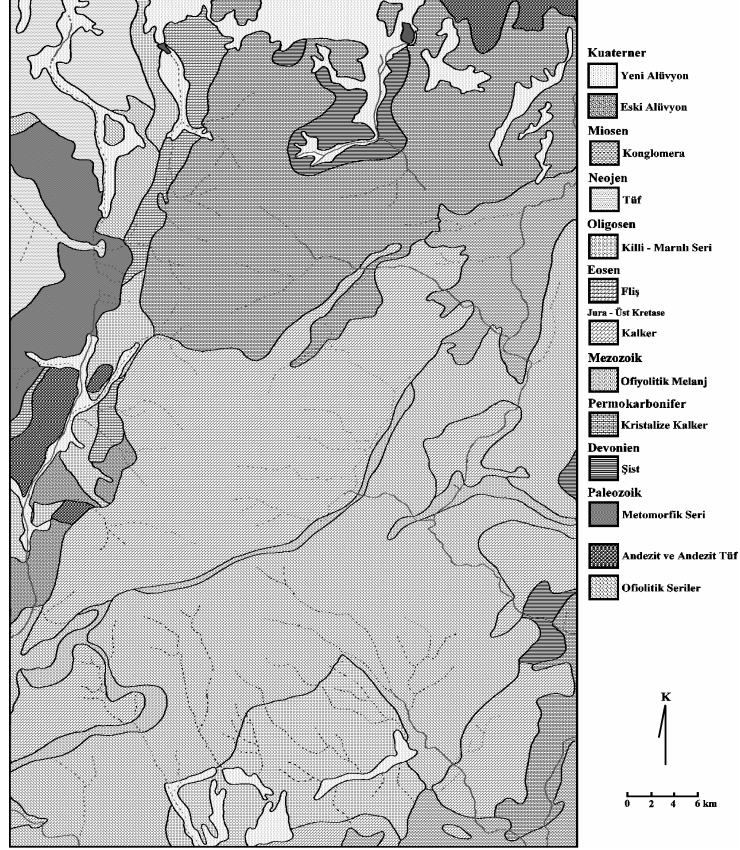 Kuaterner
Yeni Alüvyon
Eski Alüvyon
Miosen
Konglomera
Neojen
Tüf
Oligosen
Killi - Marnlı Seri
Eosen
Fliş
Jura - Üst Kretase
Kalker
Mezozoik
Ofiyolitik Melanj
Permokarbonifer
Kristalize Kalker
Devonien
Şist
Paleozoik
Metomorfik Seri
Andezit ve Andezit Tüf
Ofiolitik Seriler
K
0 2 4 6 km